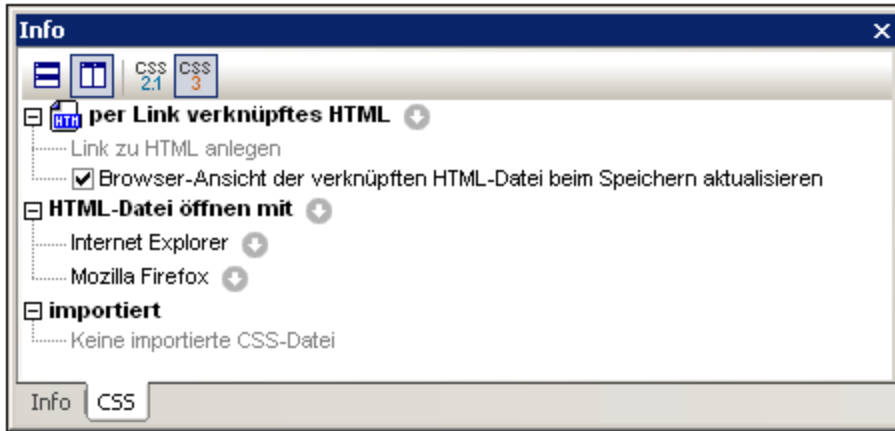 Info
CSS 2.1 CSS 3
HTM per Link verknüpftes HTML
Link zu HTML anlegen
Browser-Ansicht der verknüpften HTML-Datei beim Speichern aktualisieren
HTML-Datei öffnen mit
Internet Explorer
Mozilla Firefox
importiert
Keine importierte CSS-Datei
Info CSS